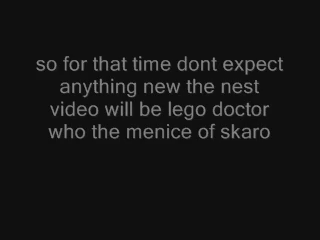 so for that time dont expect
anything new the nest
video will be lego doctor
who the menice of skaro